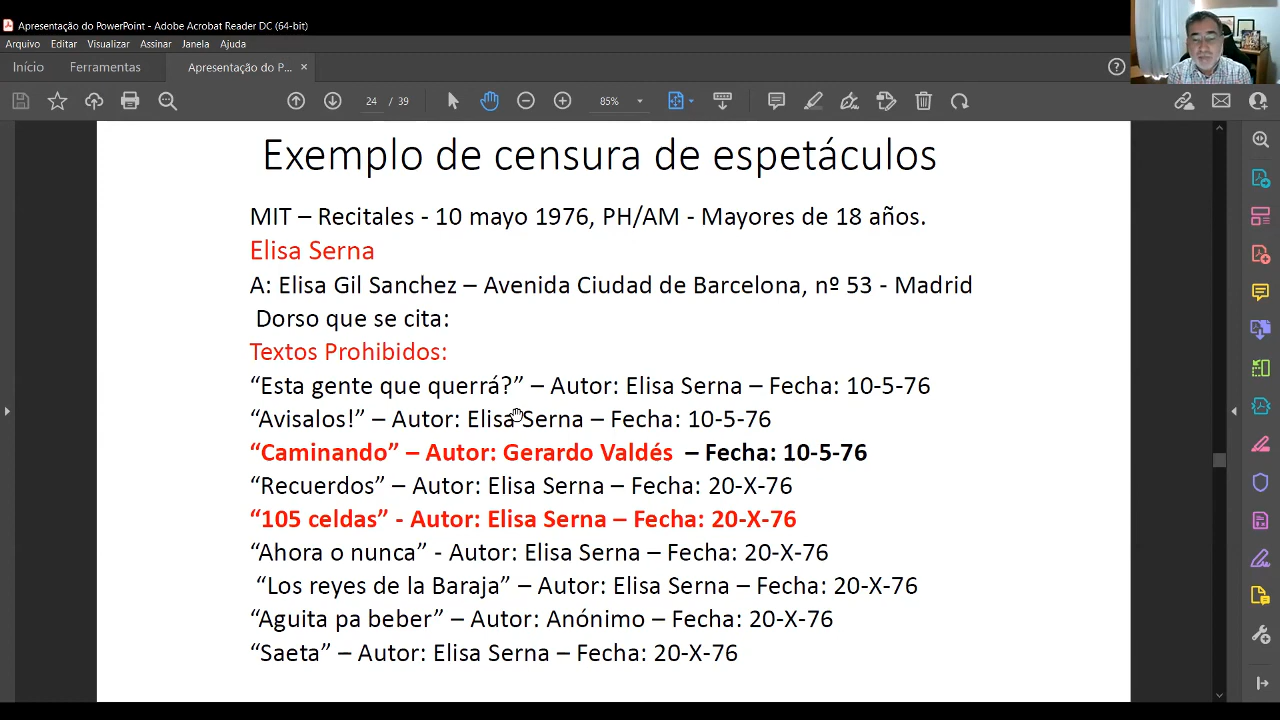 Apresentação do PowerPoint - Adobe Acrobat Reader DC (64-bit)
Arquivo Editar Visualizar Assinar Janela Ajuda
Início Ferramentas Apresentação do P...
24 / 39 85%
Exemplo de censura de espetáculos
MIT – Recitales - 10 mayo 1976, PH/AM - Mayores de 18 años.
Elisa Serna
A: Elisa Gil Sanchez – Avenida Ciudad de Barcelona, nº 53 - Madrid
Dorso que se cita:
Textos Prohibidos:
“Esta gente que querrá?” – Autor: Elisa Serna – Fecha: 10-5-76
“Avisalos!” – Autor: Elisa Serna – Fecha: 10-5-76
“Caminando” – Autor: Gerardo Valdés – Fecha: 10-5-76
“Recuerdos” – Autor: Elisa Serna – Fecha: 20-X-76
“105 celdas” - Autor: Elisa Serna – Fecha: 20-X-76
“Ahora o nunca” - Autor: Elisa Serna – Fecha: 20-X-76
“Los reyes de la Baraja” – Autor: Elisa Serna – Fecha: 20-X-76
“Aguita pa beber” – Autor: Anónimo – Fecha: 20-X-76
“Saeta” – Autor: Elisa Serna – Fecha: 20-X-76